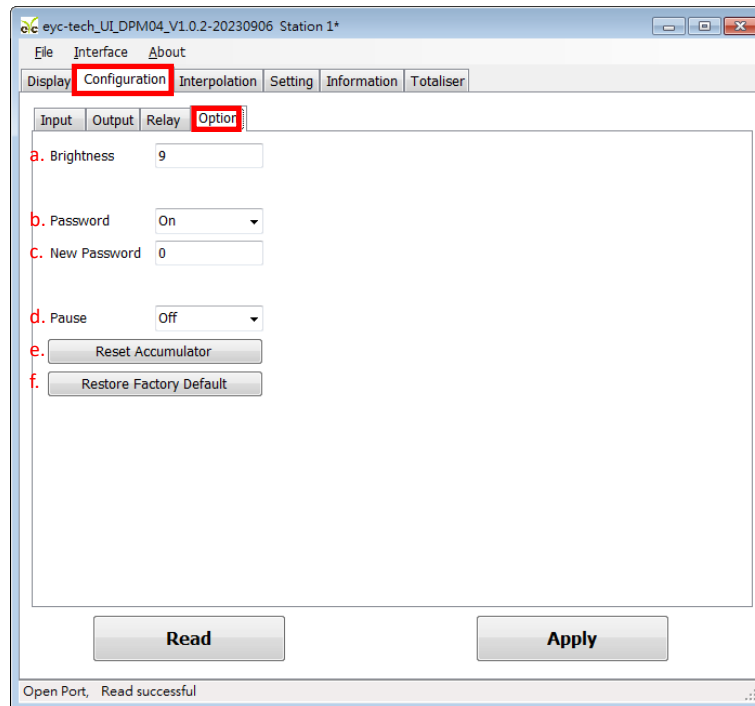 eyc-tech_UI_DPM04_V1.0.2-20230906 Station 1*
File Interface About
Display Configuration Interpolation Setting Information Totaliser
Input Output Relay Option
a. Brightness 9
b. Password On
c. New Password 0
d. Pause Off
e. Reset Accumulator
f. Restore Factory Default
Read Apply
Open Port, Read successful